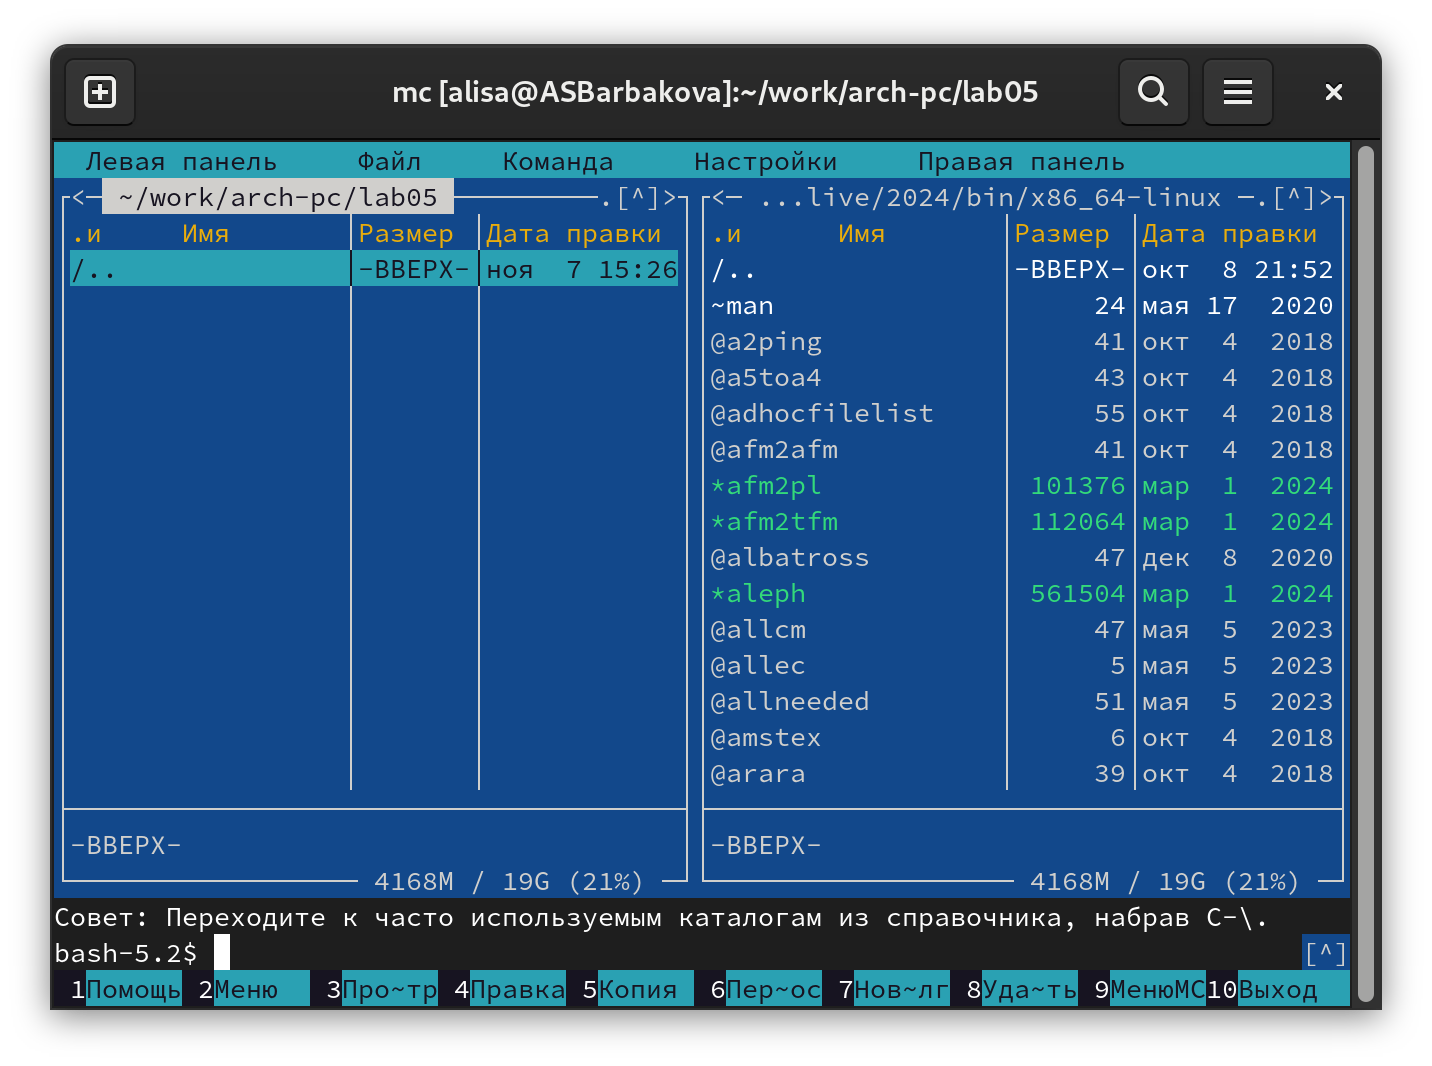 mc [alisa@ASBarbakova]:~/work/arch-pc/lab05
Левая панель Файл Команда Настройки Правая панель
<─ ~/work/arch-pc/lab05 ─.[^]> <─ ...live/2024/bin/x86_64-linux ─.[^]>
.и Имя Размер Дата правки .и Имя Размер Дата правки
/.. -ВВЕРХ- ноя 7 15:26 /.. -ВВЕРХ- окт 8 21:52
~man 24 мая 17 2020
@a2ping 41 окт 4 2018
@a5toa4 43 окт 4 2018
@adhocfilelist 55 окт 4 2018
@afm2afm 41 окт 4 2018
*afm2pl 101376 мар 1 2024
*afm2tfm 112064 мар 1 2024
@albatross 47 дек 8 2020
*aleph 561504 мар 1 2024
@allcm 47 мая 5 2023
@allec 5 мая 5 2023
@allneeded 51 мая 5 2023
@amstex 6 окт 4 2018
@arara 39 окт 4 2018
-ВВЕРХ- -ВВЕРХ-
4168M / 19G (21%) 4168M / 19G (21%)
Совет: Переходите к часто используемым каталогам из справочника, набрав C-\.
bash-5.2$ [^]
1Помощь 2Меню 3Про~тр 4Правка 5Копия 6Пер~ос 7Нов~лг 8Уда~ть 9МенюMC 10Выход